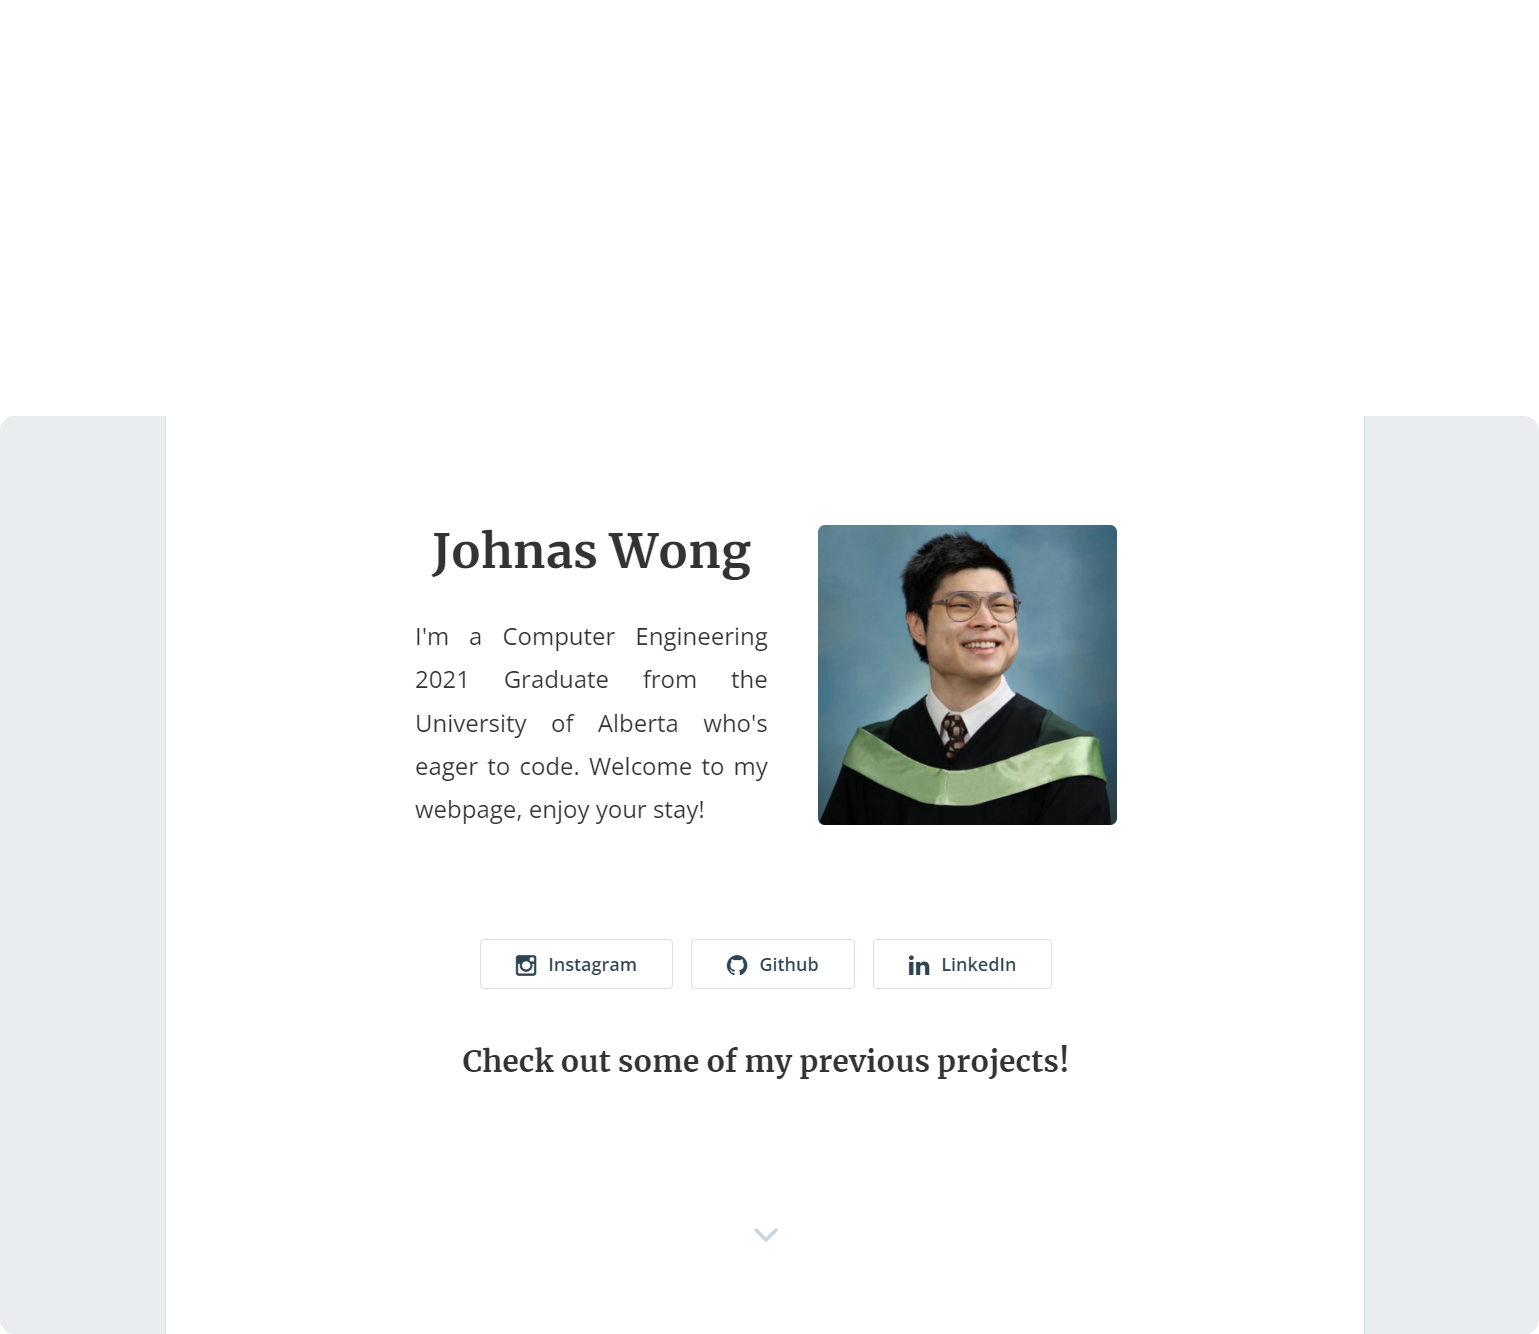 Johnas Wong
I'm a Computer Engineering
2021 Graduate from the
University of Alberta who's
eager to code. Welcome to my
webpage, enjoy your stay!
Instagram
Github
LinkedIn
Check out some of my previous projects!